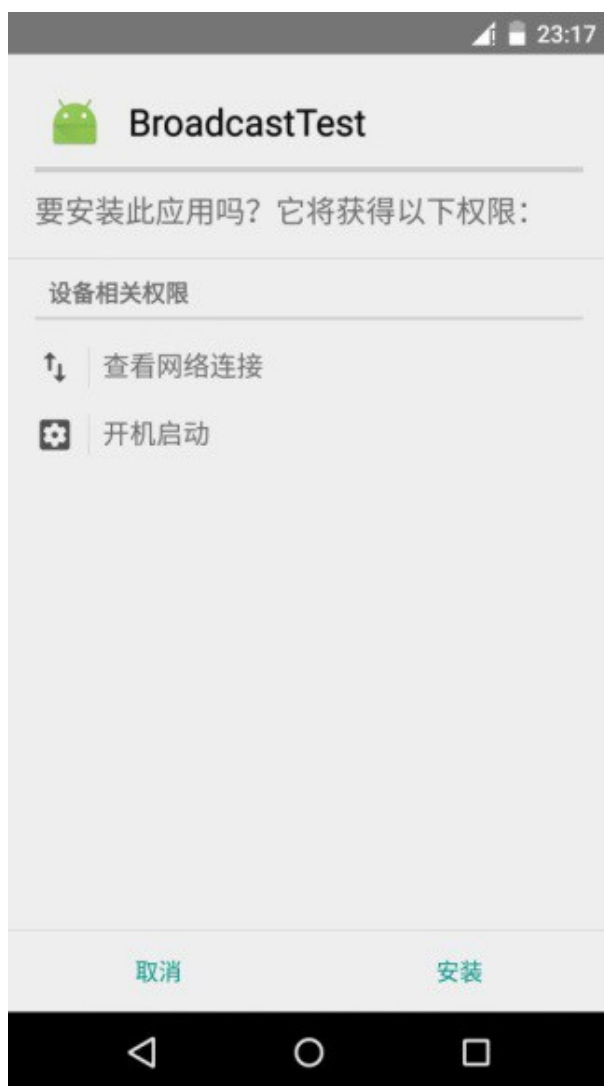 23:17
BroadcastTest
要安装此应用吗？它将获得以下权限：
设备相关权限
查看网络连接
开机启动
取消 安装